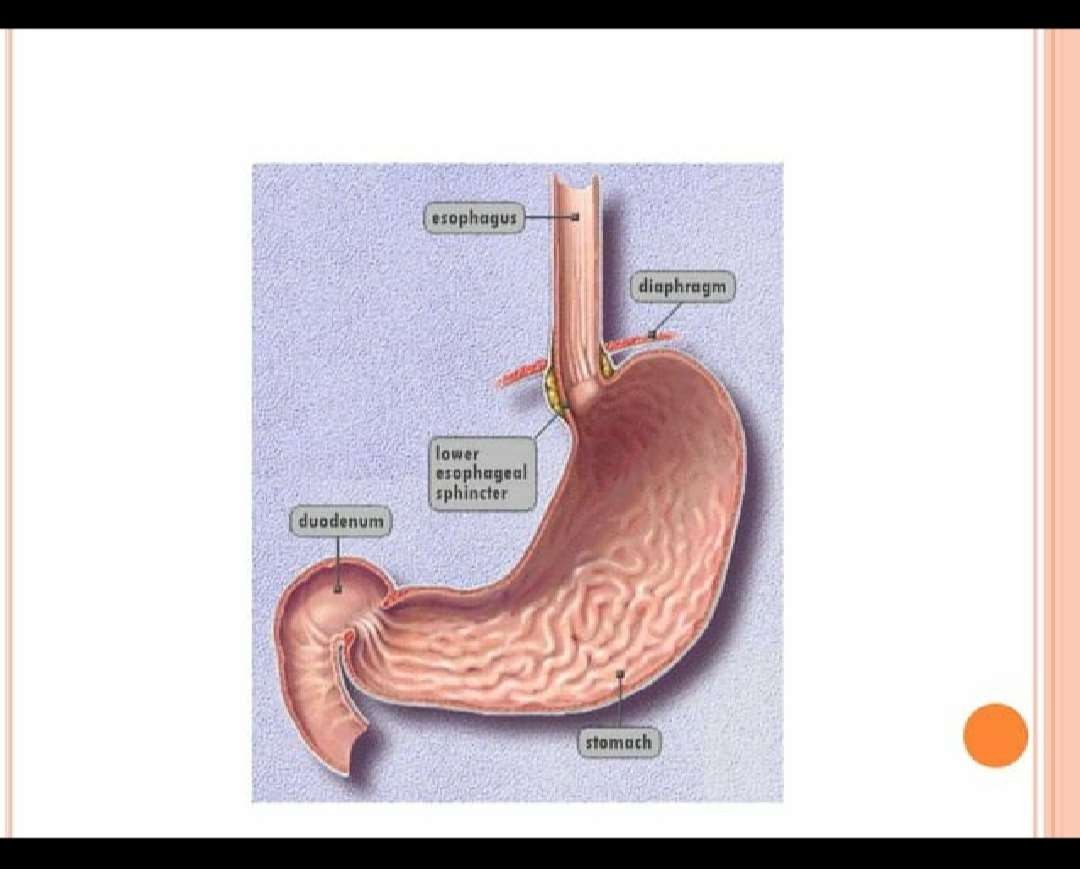 esophagus
diaphragm
lower
esophageal
sphincter
duodenum
stomach